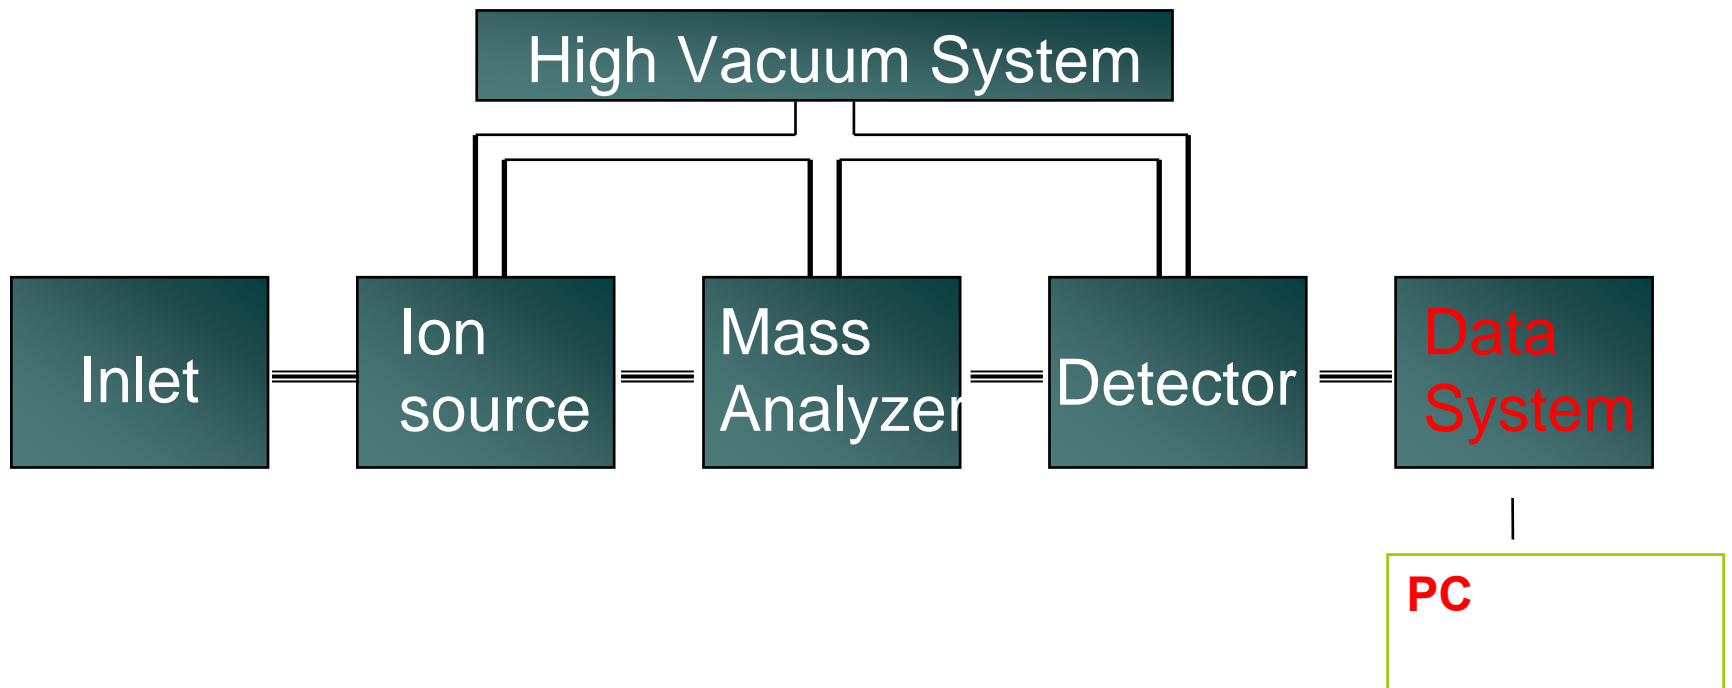 High Vacuum System
Inlet
Ion
source
Mass
Analyzer
Detector
Data
System
PC